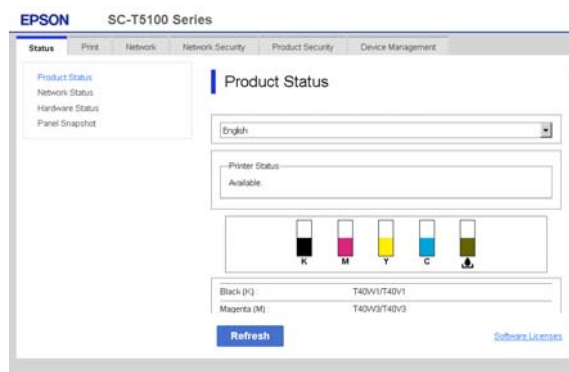 EPSON SC-T5100 Series
Status Print Network Network Security Product Security Device Management
Product Status
Network Status
Hardware Status
Panel Snapshot
Product Status
English
Printer Status
Available
K M Y C
Black (K) : T40W1/T40V1
Magenta (M) : T40W3/T40V3
Refresh
Software Licenses